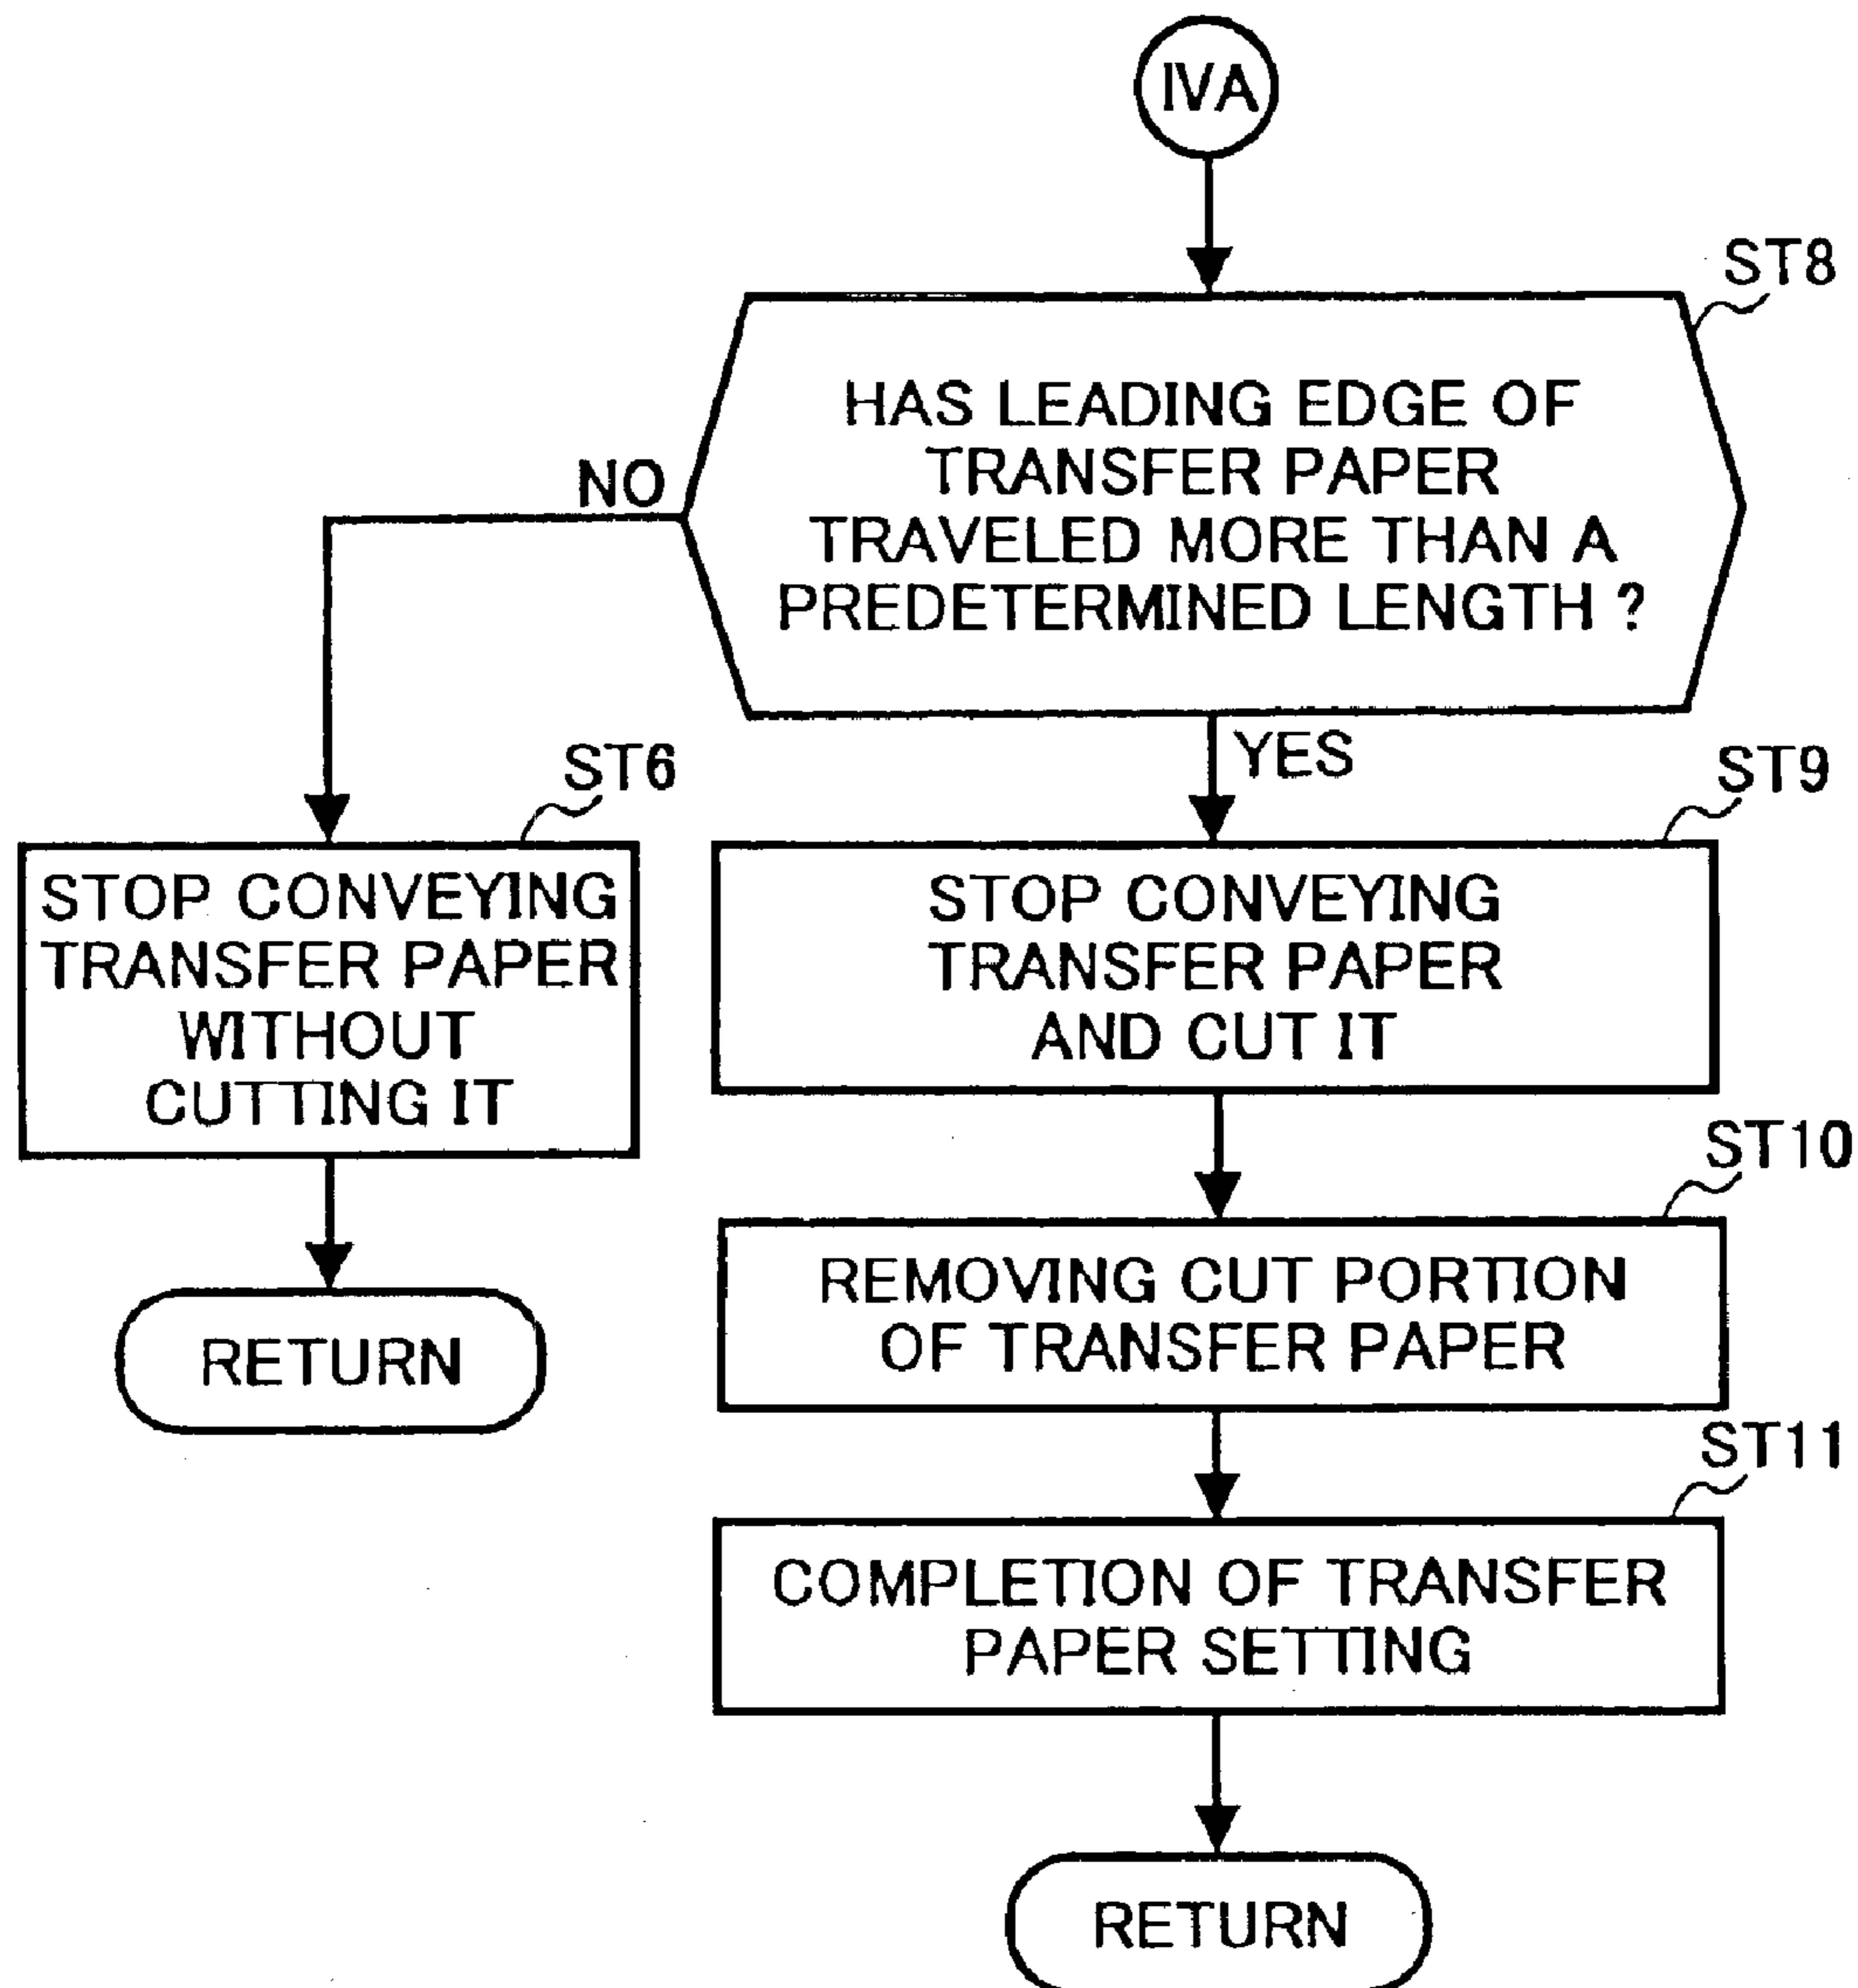 IVA
ST8
HAS LEADING EDGE OF
TRANSFER PAPER
TRAVELED MORE THAN A
PREDETERMINED LENGTH ?
NO
YES
ST6
STOP CONVEYING
TRANSFER PAPER
WITHOUT
CUTTING IT
RETURN
ST9
STOP CONVEYING
TRANSFER PAPER
AND CUT IT
ST10
REMOVING CUT PORTION
OF TRANSFER PAPER
ST11
COMPLETION OF TRANSFER
PAPER SETTING
RETURN